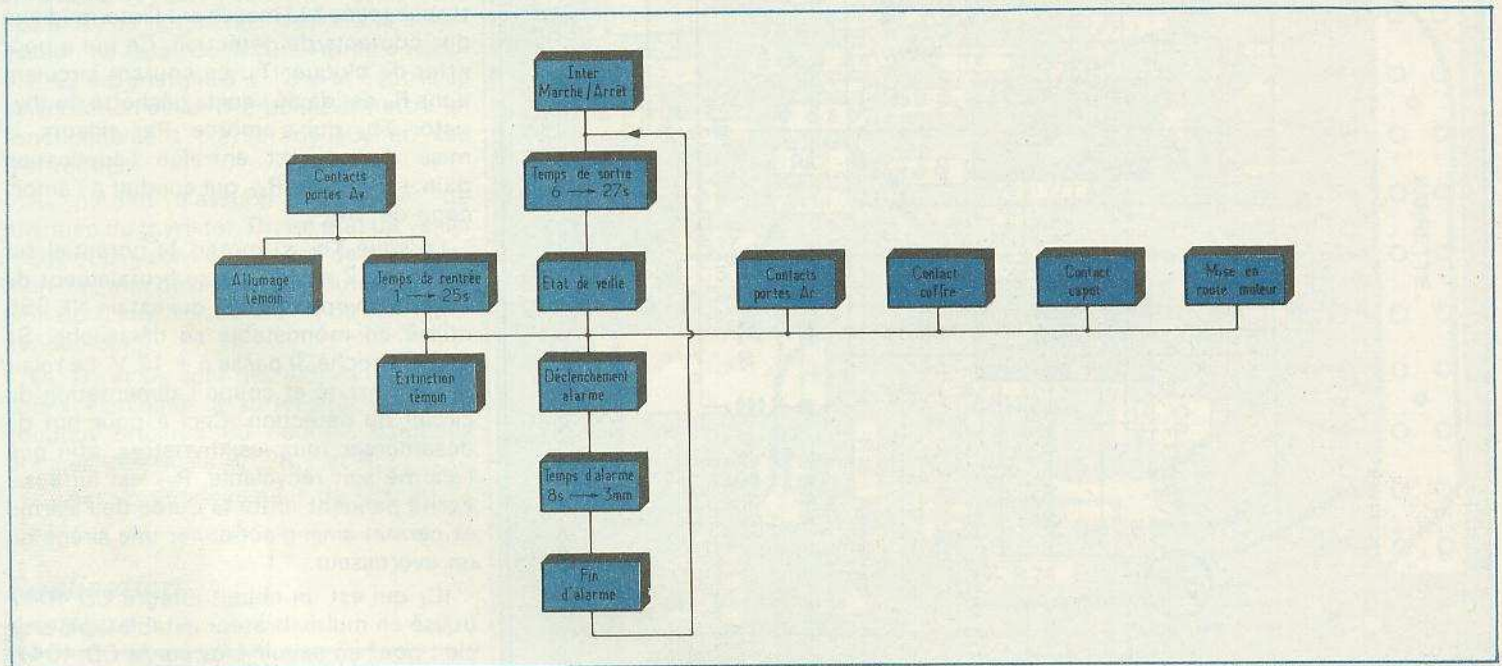 Inter
Marche/Arrêt
Contacts
portes Av.
Temps de sortie
6 → 27s
Allumage
témoin
Temps de rentrée
1 → 25s
Etat de veille
Contacts
portes Ar.
Contact
coffre
Contact
capot
Mise en
route moteur
Extinction
témoin
Déclenchement
alarme
Temps d'alarme
8s → 3mm
Fin
d'alarme